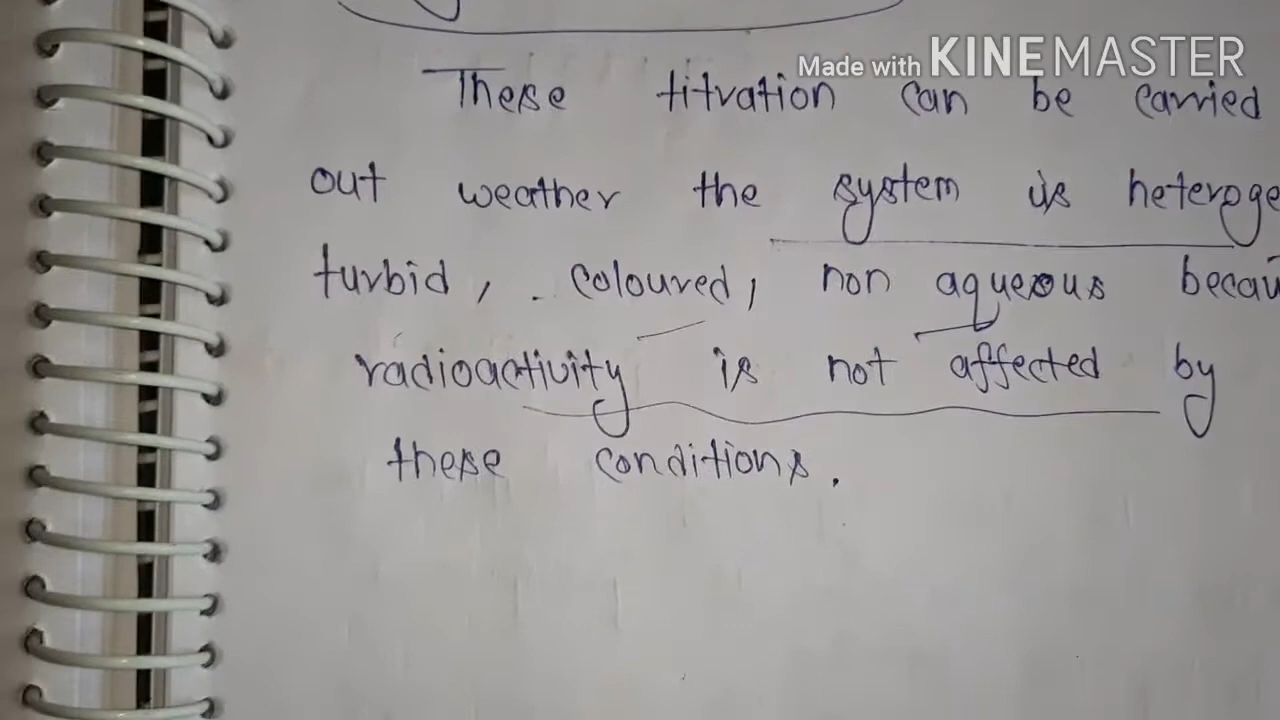 Made with KINEMASTER
These titration can be carried
out weather the system is heteroge
turbid, . coloured, non aqueous becau
radioactivity is not affected by
these conditions.